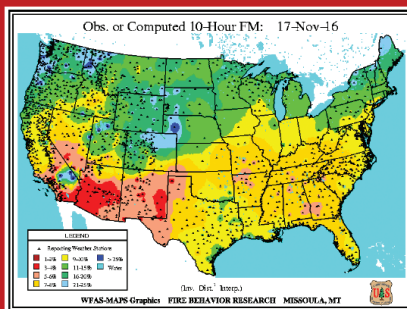 Obs. or Computed 10-Hour FM: 17-Nov-16
LEGEND
Reporting Weather Stations
1-2%
3-4%
5-6%
7-8%
9-10%
11-15%
16-20%
21-25%
> 25%
Water
(Inv. Dist.² Interp.)
WFAS-MAPS Graphics FIRE BEHAVIOR RESEARCH MISSOULA, MT